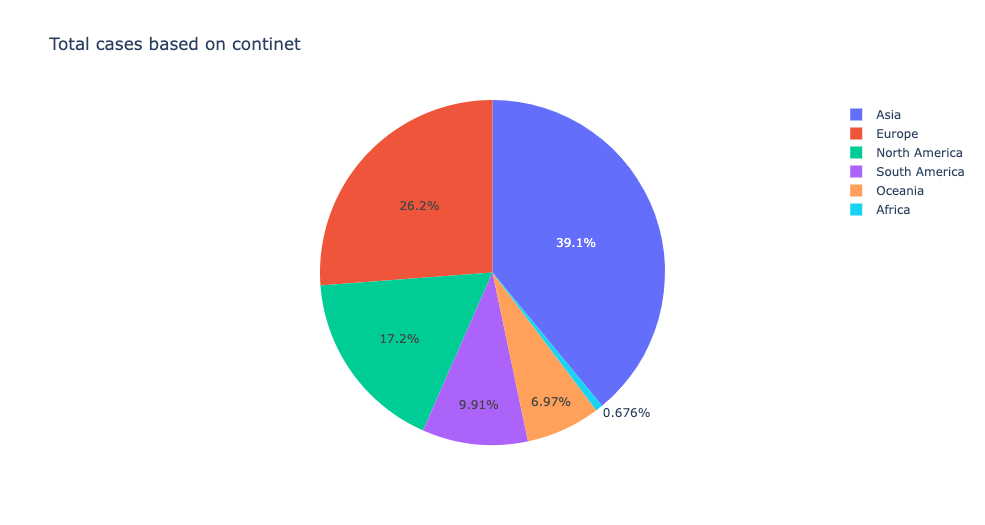 Total cases based on continet
Asia
Europe
North America
South America
Oceania
Africa
26.2%
39.1%
17.2%
9.91%
6.97%
0.676%